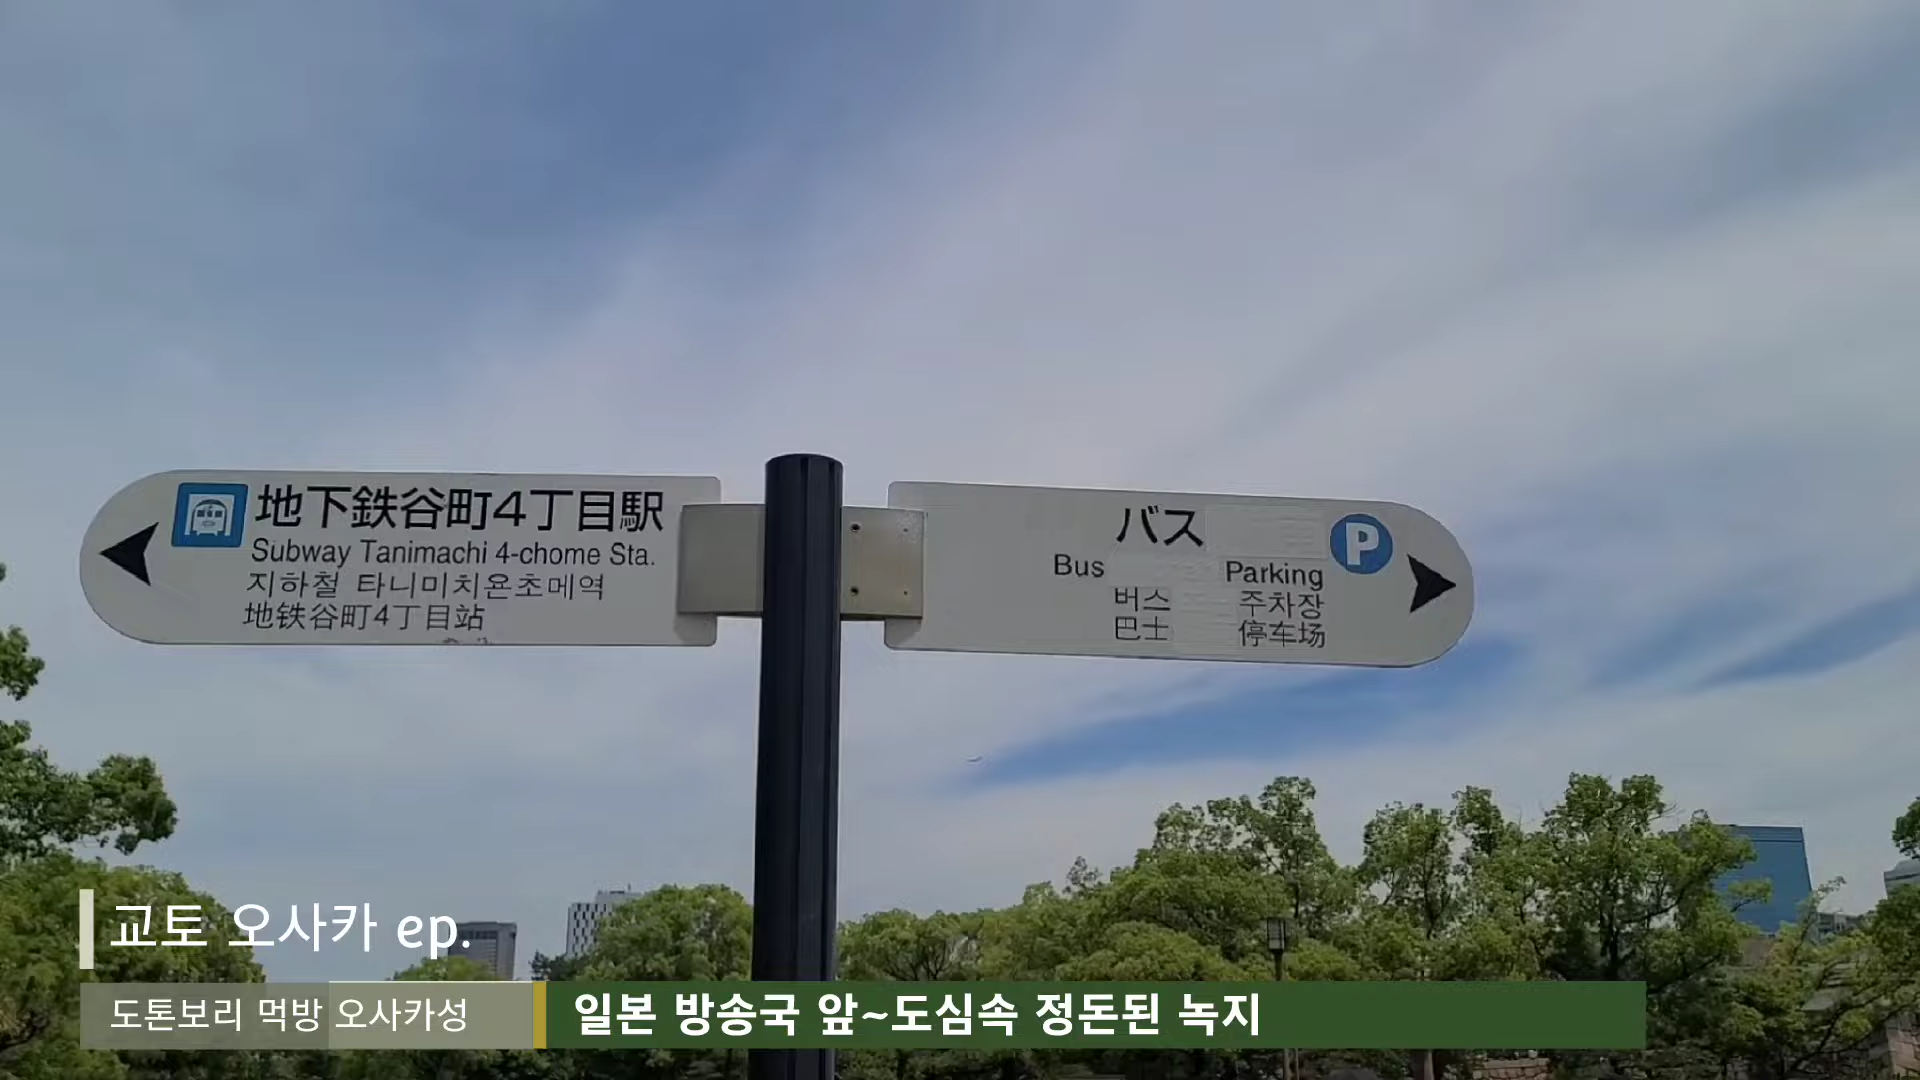 地下鉄谷町4丁目駅
Subway Tanimachi 4-chome Sta.
지하철 타니미치욘초메역
地铁谷町4丁目站
バス
P
Bus Parking
버스 주차장
巴士 停车场
교토 오사카 ep.
도톤보리 먹방 오사카성
일본 방송국 앞~도심속 정돈된 녹지